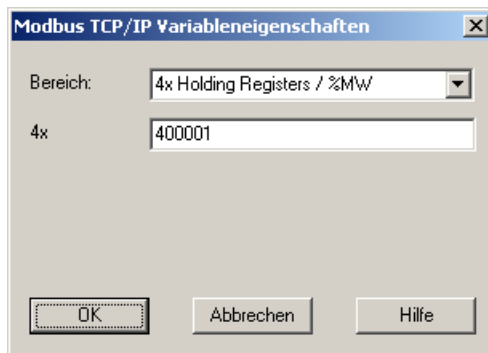 Modbus TCP/IP Variableneigenschaften
Bereich: 4x Holding Registers / %MW
4x 400001
OK Abbrechen Hilfe